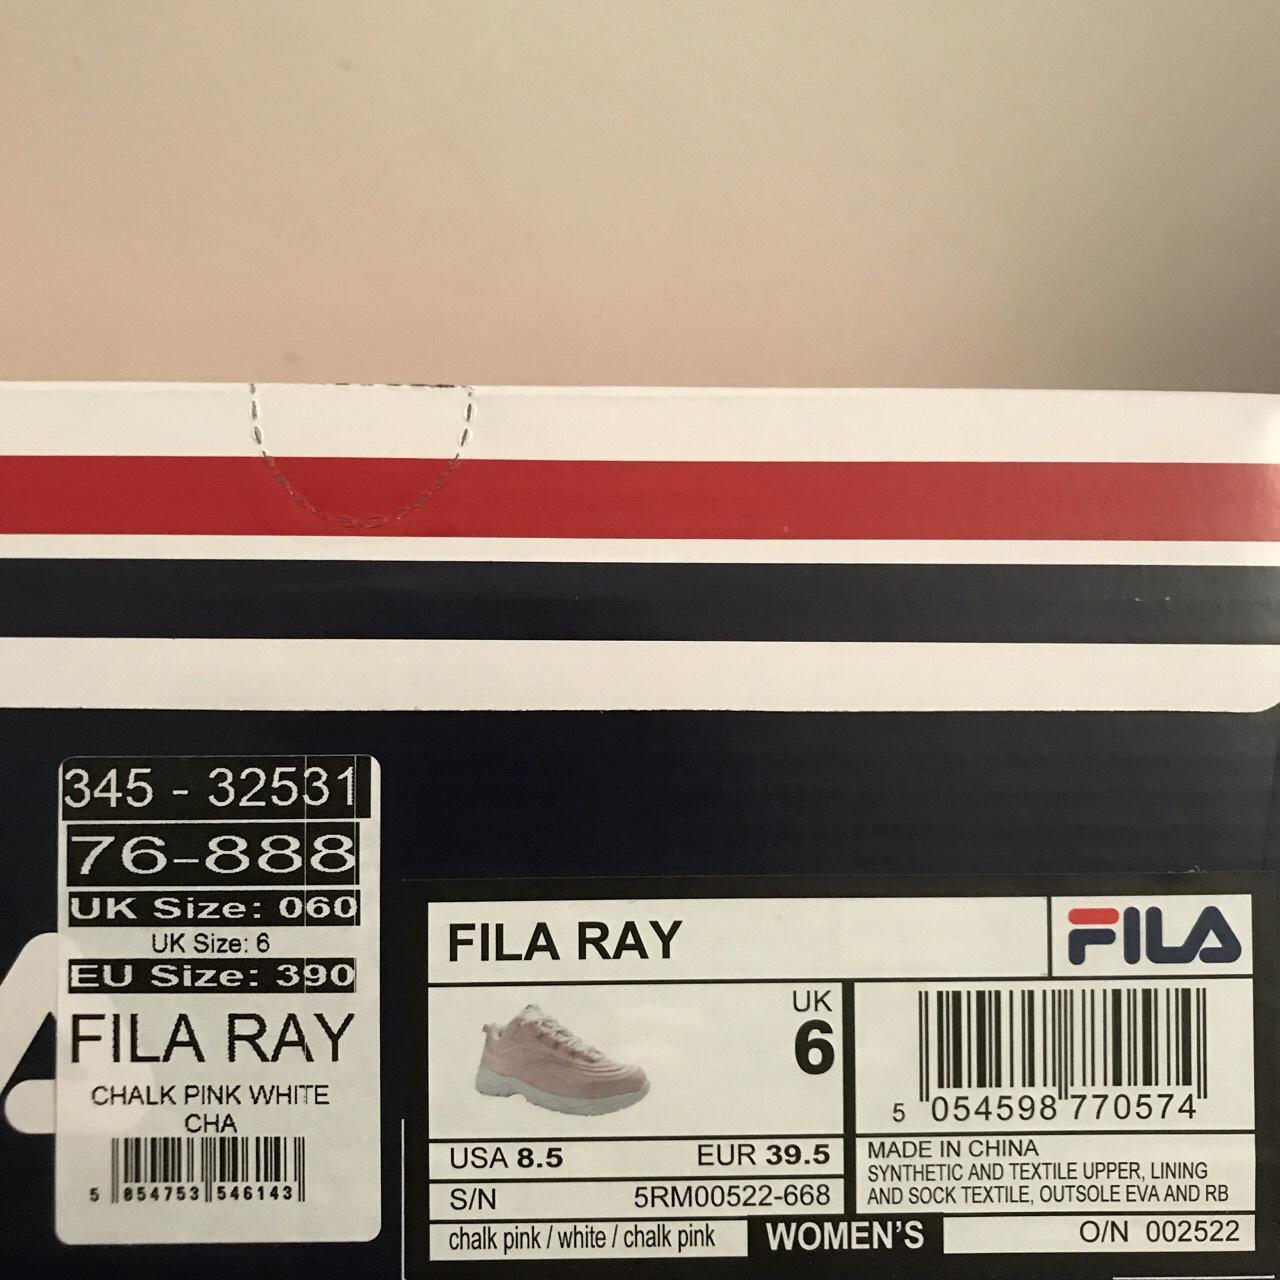 345 - 32531
76-888
UK Size: 060
UK Size: 6
EU Size: 390
FILA RAY
CHALK PINK WHITE
CHA
5 054753 546143
FILA RAY
FILA
UK
6
USA 8.5 EUR 39.5
S/N 5RM00522-668
chalk pink / white / chalk pink
WOMEN'S
5 054598 770574
MADE IN CHINA
SYNTHETIC AND TEXTILE UPPER, LINING
AND SOCK TEXTILE, OUTSOLE EVA AND RB
O/N 002522